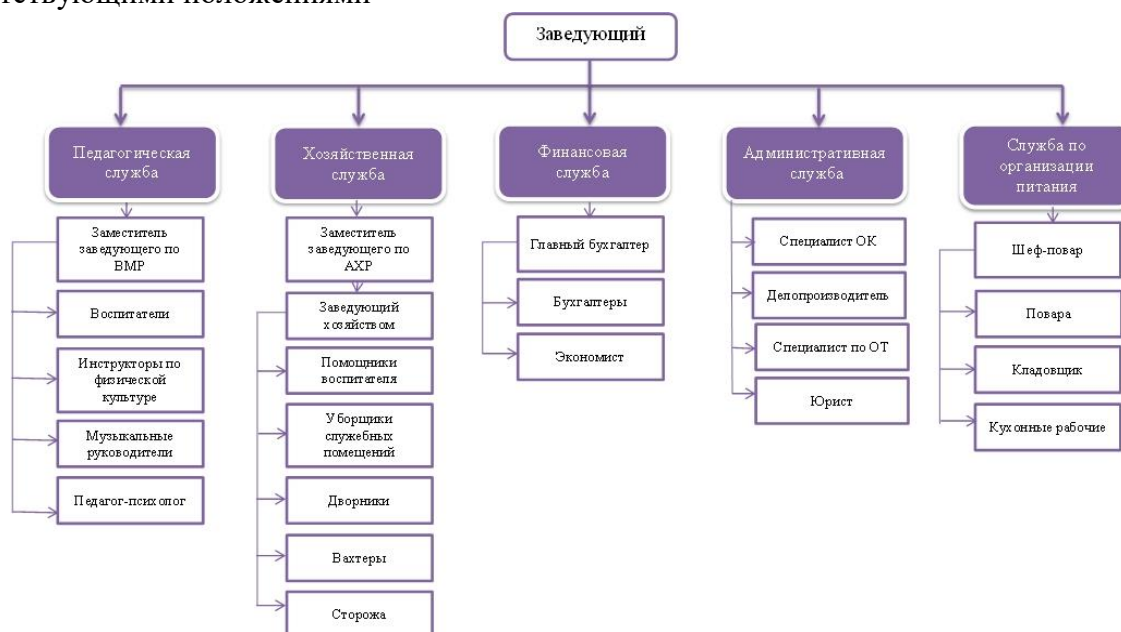 тствующими положениями
Заведующий
Педагогическая
служба
Хозяйственная
служба
Финансовая
служба
Административная
служба
Служба по
организации
питания
Заместитель
заведующего по
ВМР
Воспитатели
Инструкторы по
физической
культуре
Музыкальные
руководители
Педагог-психолог
Заместитель
заведующего по
АХР
Заведующий
хозяйством
Помощники
воспитателя
Уборщики
служебных
помещений
Дворники
Вахтеры
Сторожа
Главный бухгалтер
Бухгалтеры
Экономист
Специалист ОК
Делопроизводитель
Специалист по ОТ
Юрист
Шеф-повар
Повара
Кладовщик
Кухонные рабочие